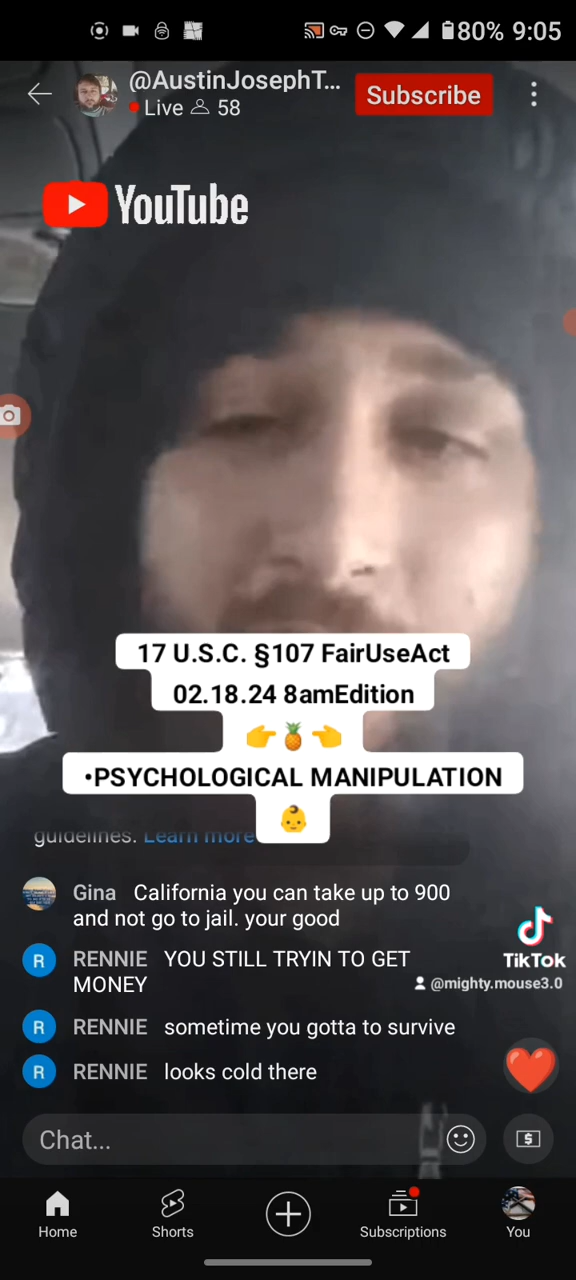 80% 9:05
@AustinJosephT...
Live 58
Subscribe
YouTube
17 U.S.C. §107 FairUseAct
02.18.24 8amEdition
👉🍍👈
•PSYCHOLOGICAL MANIPULATION
👶
guidelines. Learn more
Gina California you can take up to 900
and not go to jail. your good
R RENNIE YOU STILL TRYIN TO GET
MONEY
TikTok
@mighty.mouse3.0
R RENNIE sometime you gotta to survive
R RENNIE looks cold there
Chat...
Home Shorts Subscriptions You